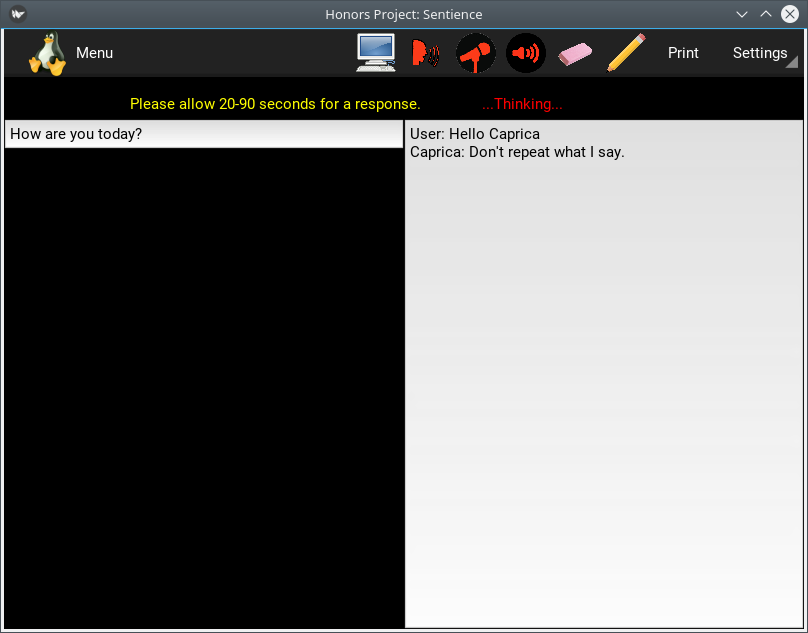 Honors Project: Sentience
Menu
Print
Settings
Please allow 20-90 seconds for a response.
...Thinking...
How are you today?
User: Hello Caprica
Caprica: Don't repeat what I say.